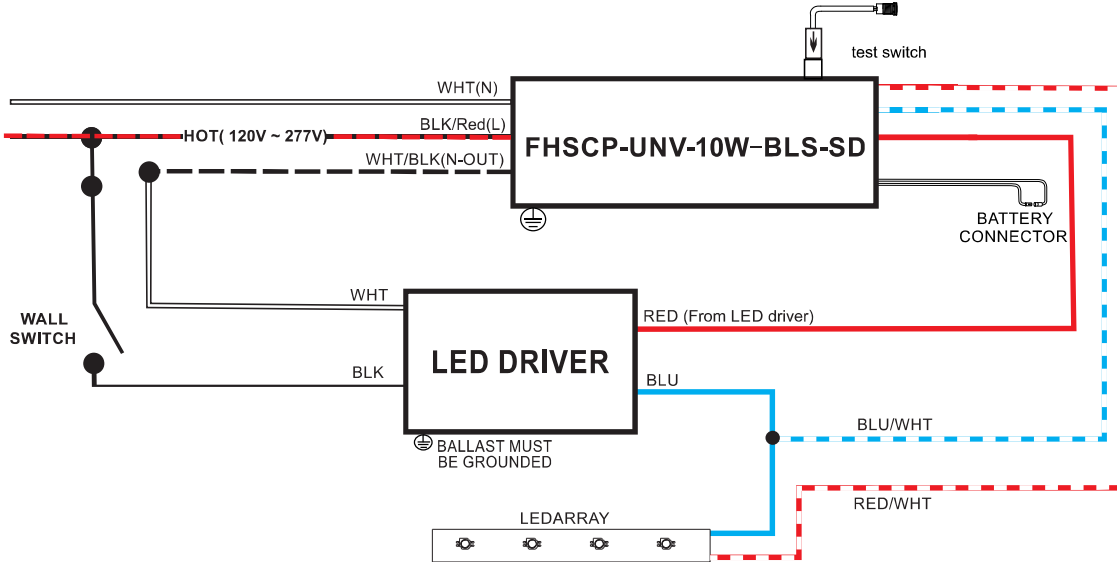 test switch
WHT(N)
BLK/Red(L)
HOT( 120V ~ 277V)
WHT/BLK(N-OUT)
FHSCP-UNV-10W-BLS-SD
BATTERY
CONNECTOR
WHT
RED (From LED driver)
WALL
SWITCH
LED DRIVER
BLK
BLU
BLU/WHT
BALLAST MUST
BE GROUNDED
RED/WHT
LEDARRAY